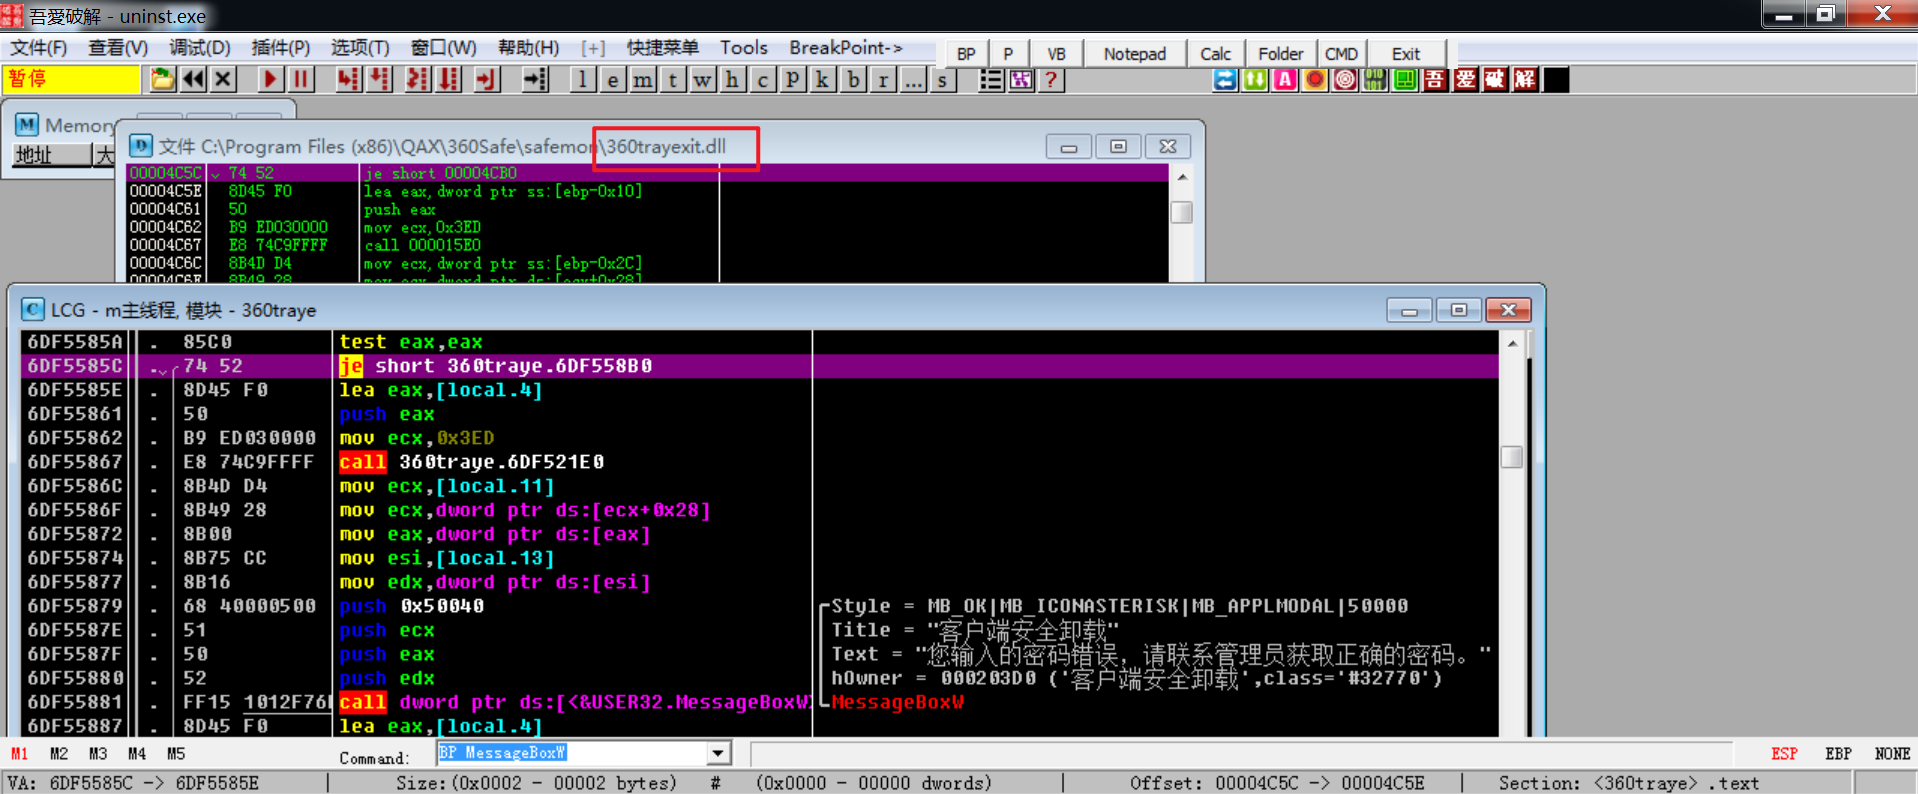 吾愛破解 - uninst.exe
文件(F) 查看(V) 调试(D) 插件(P) 选项(T) 窗口(W) 帮助(H) [+] 快捷菜单 Tools BreakPoint-> BP P VB Notepad Calc Folder CMD Exit
暂停 l e m t w h c p k b r ... s ? A 吾 爱 破 解
M Memory
地址 大
D 文件 C:\Program Files (x86)\QAX\360Safe\safemon\360trayexit.dll
00004C5C 74 52 je short 00004CB0
00004C5E 8D45 F0 lea eax,dword ptr ss:[ebp-0x10]
00004C61 50 push eax
00004C62 B9 ED030000 mov ecx,0x3ED
00004C67 E8 74C9FFFF call 000015E0
00004C6C 8B4D D4 mov ecx,dword ptr ss:[ebp-0x2C]
00004C6F 8B49 28 mov ecx,dword ptr ds:[ecx+0x28]
C LCG - m主线程, 模块 - 360traye
6DF5585A . 85C0 test eax,eax
6DF5585C . 74 52 je short 360traye.6DF558B0
6DF5585E . 8D45 F0 lea eax,[local.4]
6DF55861 . 50 push eax
6DF55862 . B9 ED030000 mov ecx,0x3ED
6DF55867 . E8 74C9FFFF call 360traye.6DF521E0
6DF5586C . 8B4D D4 mov ecx,[local.11]
6DF5586F . 8B49 28 mov ecx,dword ptr ds:[ecx+0x28]
6DF55872 . 8B00 mov eax,dword ptr ds:[eax]
6DF55874 . 8B75 CC mov esi,[local.13]
6DF55877 . 8B16 mov edx,dword ptr ds:[esi]
6DF55879 . 68 40000500 push 0x50040 Style = MB_OK|MB_ICONASTERISK|MB_APPLMODAL|50000
6DF5587E . 51 push ecx Title = "客户端安全卸载"
6DF5587F . 50 push eax Text = "您输入的密码错误，请联系管理员获取正确的密码。"
6DF55880 . 52 push edx hOwner = 000203D0 ('客户端安全卸载',class='#32770')
6DF55881 . FF15 1012F76 call dword ptr ds:[<&USER32.MessageBoxW> MessageBoxW
6DF55887 . 8D45 F0 lea eax,[local.4]
M1 M2 M3 M4 M5 Command: BP MessageBoxW ESP EBP NONE
VA: 6DF5585C -> 6DF5585E | Size:(0x0002 - 00002 bytes) # (0x0000 - 00000 dwords) | Offset: 00004C5C -> 00004C5E | Section: <360traye> .text